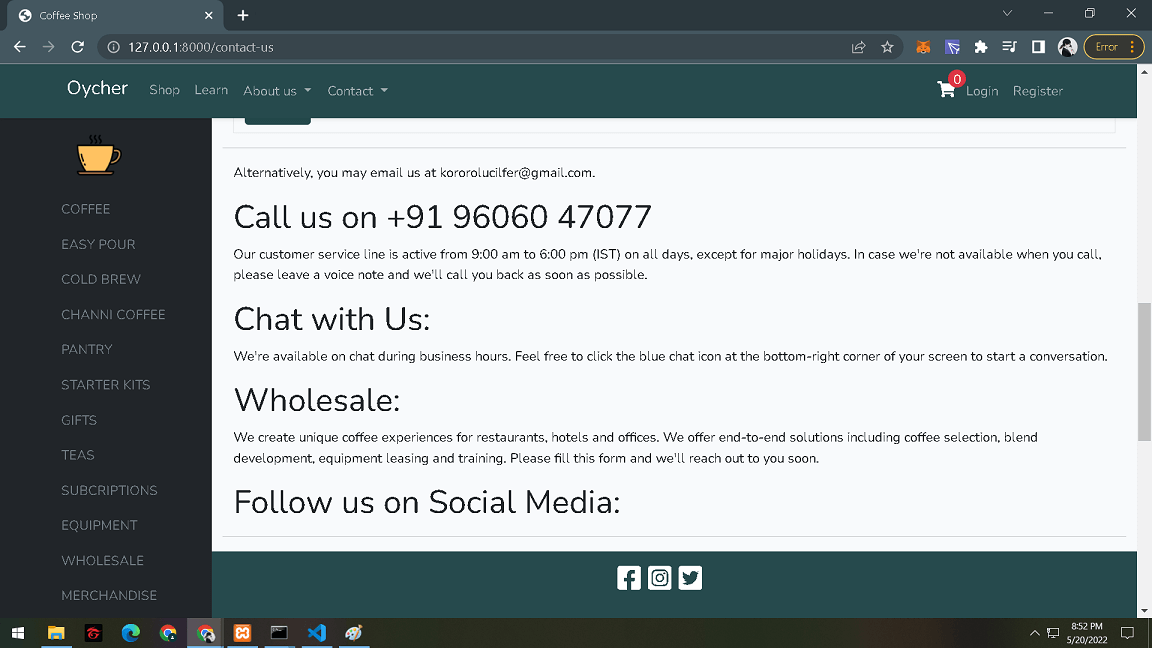 Coffee Shop
127.0.0.1:8000/contact-us
Error
Oycher
Shop
Learn
About us
Contact
0
Login
Register
COFFEE
EASY POUR
COLD BREW
CHANNI COFFEE
PANTRY
STARTER KITS
GIFTS
TEAS
SUBCRIPTIONS
EQUIPMENT
WHOLESALE
MERCHANDISE
Alternatively, you may email us at kororolucilfer@gmail.com.
Call us on +91 96060 47077
Our customer service line is active from 9:00 am to 6:00 pm (IST) on all days, except for major holidays. In case we're not available when you call,
please leave a voice note and we'll call you back as soon as possible.
Chat with Us:
We're available on chat during business hours. Feel free to click the blue chat icon at the bottom-right corner of your screen to start a conversation.
Wholesale:
We create unique coffee experiences for restaurants, hotels and offices. We offer end-to-end solutions including coffee selection, blend
development, equipment leasing and training. Please fill this form and we'll reach out to you soon.
Follow us on Social Media:
8:52 PM
5/20/2022